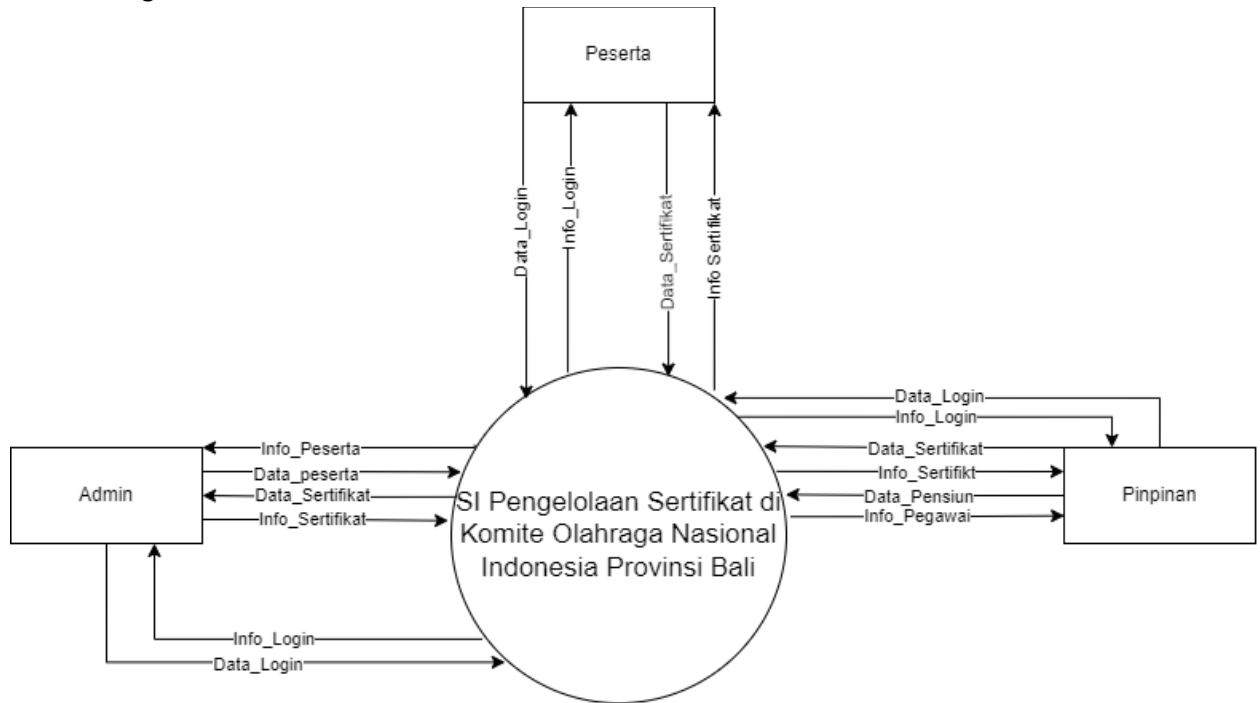 Peserta
Data_Login
Info_Login
Data_Sertifikat
Info Sertifikat
Data_Login
Info_Login
Data_Sertifikat
Info_Sertifikt
Data_Pensiun
Info_Pegawai
Pinpinan
Info_Peserta
Data_peserta
Data_Sertifikat
Info_Sertifikat
Admin
SI Pengelolaan Sertifikat di
Komite Olahraga Nasional
Indonesia Provinsi Bali
Info_Login
Data_Login